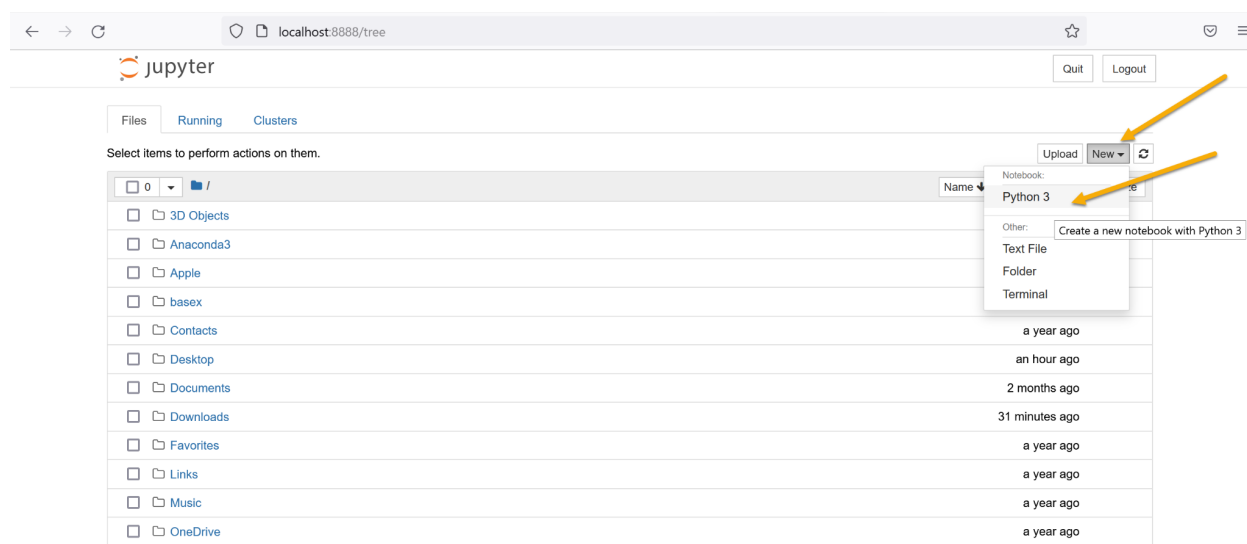 localhost:8888/tree
jupyter
Quit
Logout
Files
Running
Clusters
Select items to perform actions on them.
Upload
New
0
/
Name
Notebook:
Python 3
Other:
Create a new notebook with Python 3
Text File
Folder
Terminal
3D Objects
Anaconda3
Apple
basex
Contacts
a year ago
Desktop
an hour ago
Documents
2 months ago
Downloads
31 minutes ago
Favorites
a year ago
Links
a year ago
Music
a year ago
OneDrive
a year ago